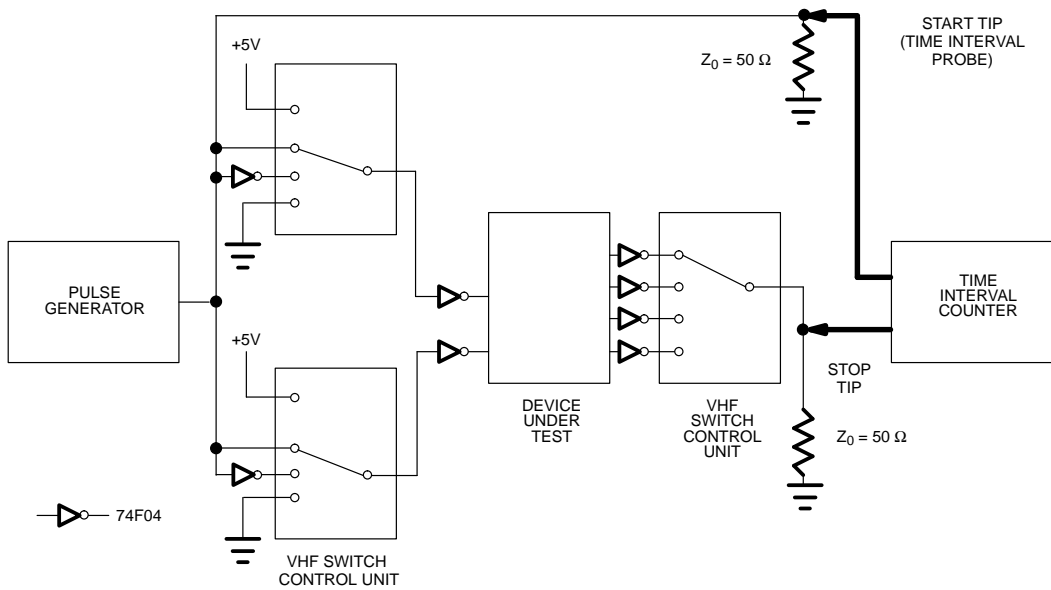 +5V
Z0 = 50 Ω
START TIP
(TIME INTERVAL
PROBE)
PULSE
GENERATOR
TIME
INTERVAL
COUNTER
+5V
STOP
TIP
DEVICE
UNDER
TEST
VHF
SWITCH
CONTROL
UNIT
Z0 = 50 Ω
74F04
VHF SWITCH
CONTROL UNIT